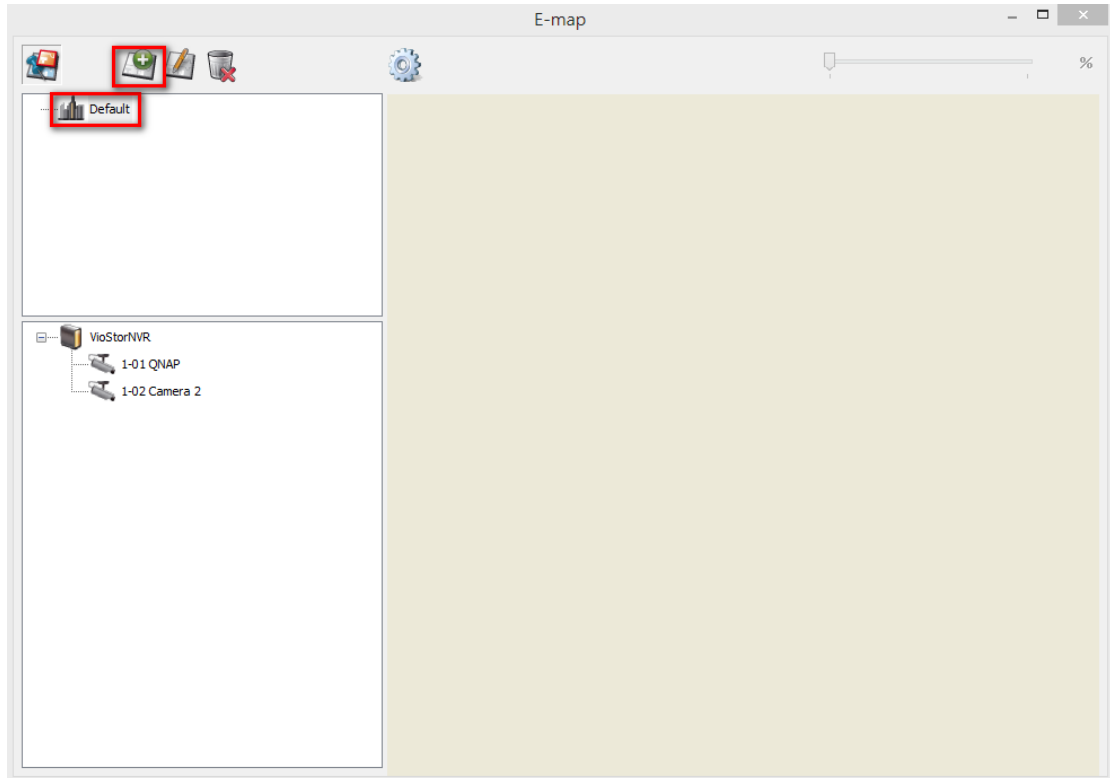 E-map
%
Default
VioStorNVR
1-01 QNAP
1-02 Camera 2